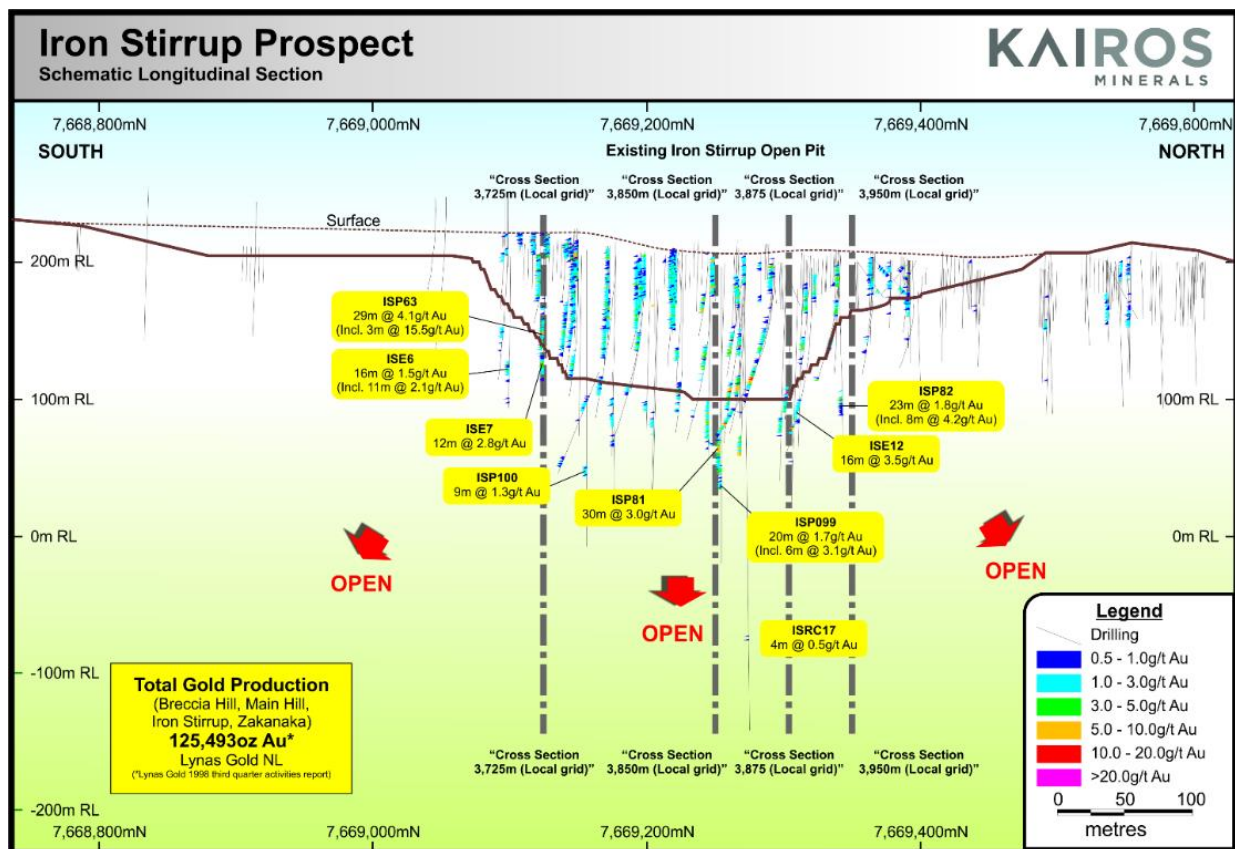 Iron Stirrup Prospect
Schematic Longitudinal Section
KAIROS
MINERALS
7,668,800mN
7,669,000mN
7,669,200mN
7,669,400mN
7,669,600mN
SOUTH
Existing Iron Stirrup Open Pit
NORTH
“Cross Section
3,725m (Local grid)”
“Cross Section
3,850m (Local grid)”
“Cross Section
3,875 (Local grid)”
“Cross Section
3,950m (Local grid)”
Surface
200m RL
200m RL
ISP63
29m @ 4.1g/t Au
(Incl. 3m @ 15.5g/t Au)
ISE6
16m @ 1.5g/t Au
(Incl. 11m @ 2.1g/t Au)
100m RL
100m RL
ISP82
23m @ 1.8g/t Au
(Incl. 8m @ 4.2g/t Au)
ISE7
12m @ 2.8g/t Au
ISE12
16m @ 3.5g/t Au
ISP100
9m @ 1.3g/t Au
ISP81
30m @ 3.0g/t Au
ISP099
20m @ 1.7g/t Au
(Incl. 6m @ 3.1g/t Au)
0m RL
0m RL
OPEN
OPEN
OPEN
ISRC17
4m @ 0.5g/t Au
-100m RL
Total Gold Production
(Breccia Hill, Main Hill,
Iron Stirrup, Zakanaka)
125,493oz Au*
Lynas Gold NL
(*Lynas Gold 1998 third quarter activities report)
“Cross Section
3,725m (Local grid)”
“Cross Section
3,850m (Local grid)”
“Cross Section
3,875 (Local grid)”
“Cross Section
3,950m (Local grid)”
-200m RL
7,668,800mN
7,669,000mN
7,669,200mN
7,669,400mN
Legend
Drilling
0.5 - 1.0g/t Au
1.0 - 3.0g/t Au
3.0 - 5.0g/t Au
5.0 - 10.0g/t Au
10.0 - 20.0g/t Au
>20.0g/t Au
0 50 100
metres